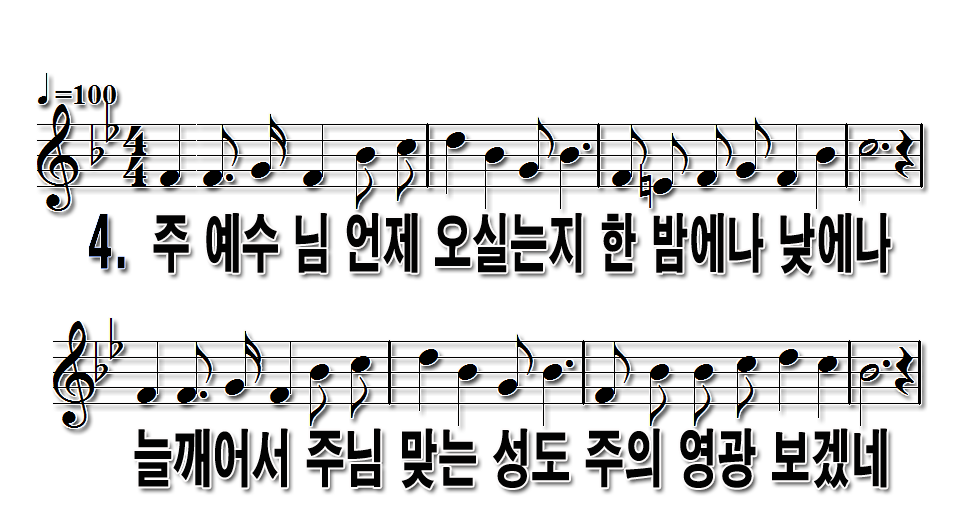 =100
4. 주 예수 님 언제 오실는지 한 밤에나 낮에나
늘깨어서 주님 맞는 성도 주의 영광 보겠네